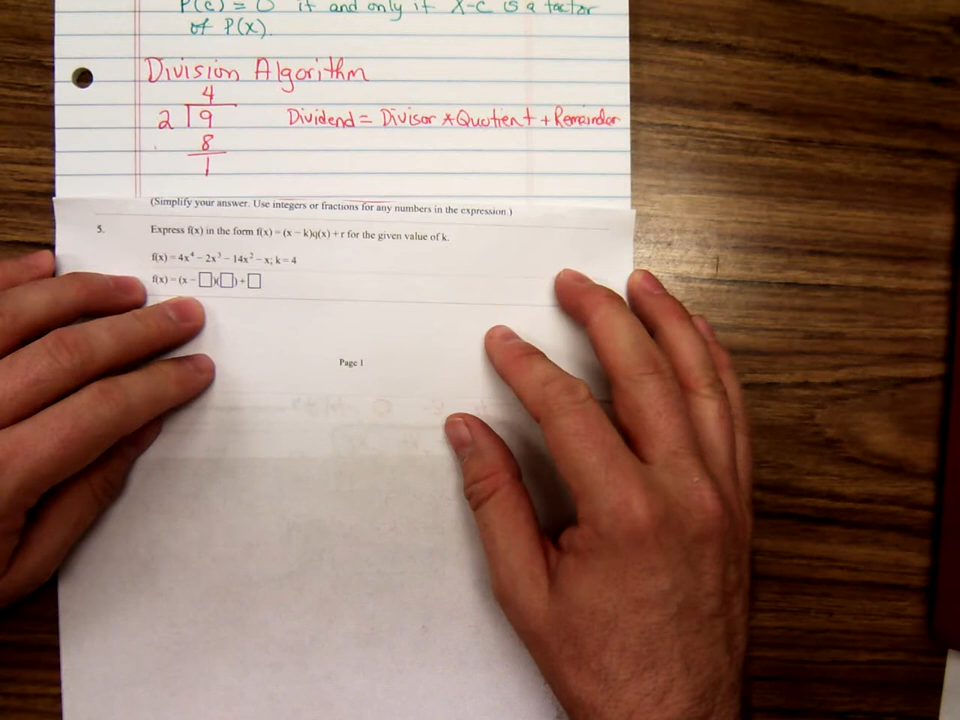 P(c) = 0 if and only if x-c is a factor
of P(x).
Division Algorithm
4
2 9 Dividend = Divisor * Quotient + Remainder
8
1
(Simplify your answer. Use integers or fractions for any numbers in the expression.)
5. Express f(x) in the form f(x) = (x − k)q(x) + r for the given value of k.
f(x) = 4x⁴ − 2x³ − 14x² − x; k = 4
f(x) = (x − □)(□) + □
Page 1